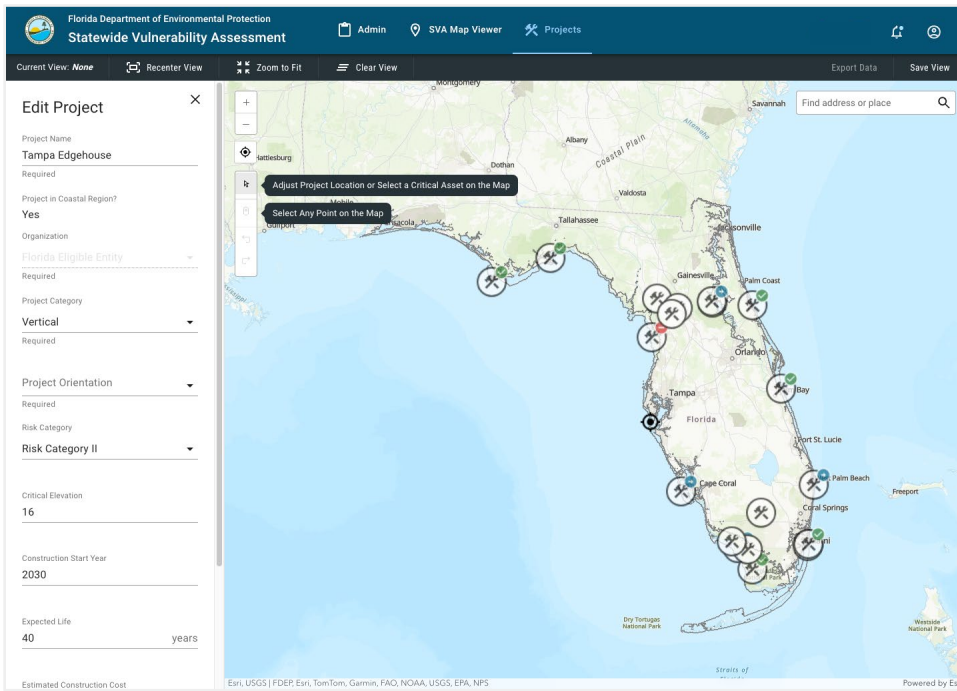 Florida Department of Environmental Protection
Statewide Vulnerability Assessment
Admin
SVA Map Viewer
Projects
Current View: None
Recenter View
Zoom to Fit
Clear View
Export Data
Save View
Edit Project
Project Name
Tampa Edgehouse
Required
Project in Coastal Region?
Yes
Organization
Florida Eligible Entity
Required
Project Category
Vertical
Required
Project Orientation
Required
Risk Category
Risk Category II
Critical Elevation
16
Construction Start Year
2030
Expected Life
40 years
Estimated Construction Cost
Find address or place
Adjust Project Location or Select a Critical Asset on the Map
Select Any Point on the Map
Montgomery
Savannah
Albany
Coastal Plain
Altamaha
Hattiesburg
Dothan
Valdosta
Mobile
Tallahassee
Gulfport
Gainesville
Palm Coast
Orlando
Bay
Tampa
Florida
Port St. Lucie
Cape Coral
Palm Beach
Freeport
Coral Springs
Dry Tortugas
National Park
Westside
National Park
Straits of
Esri, USGS | FDEP, Esri, TomTom, Garmin, FAO, NOAA, USGS, EPA, NPS
Powered by Es